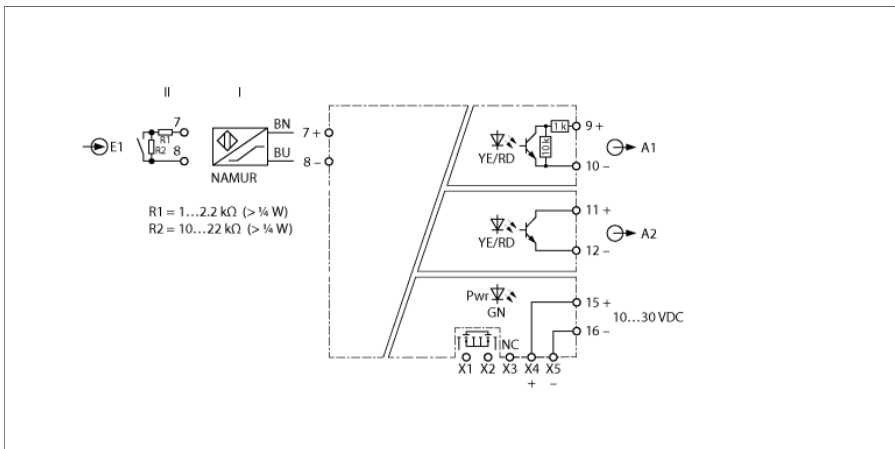 II I
E1
7
8
R1
R2
NAMUR
BN
BU
7 +
8 –
R1 = 1…2.2 kΩ (> ¼ W)
R2 = 10…22 kΩ (> ¼ W)
YE/RD
1 k
10 k
9 +
10 –
A1
YE/RD
11 +
12 –
A2
Pwr
GN
15 +
16 –
10…30 VDC
NC
X1 X2 X3 X4 X5
+ –